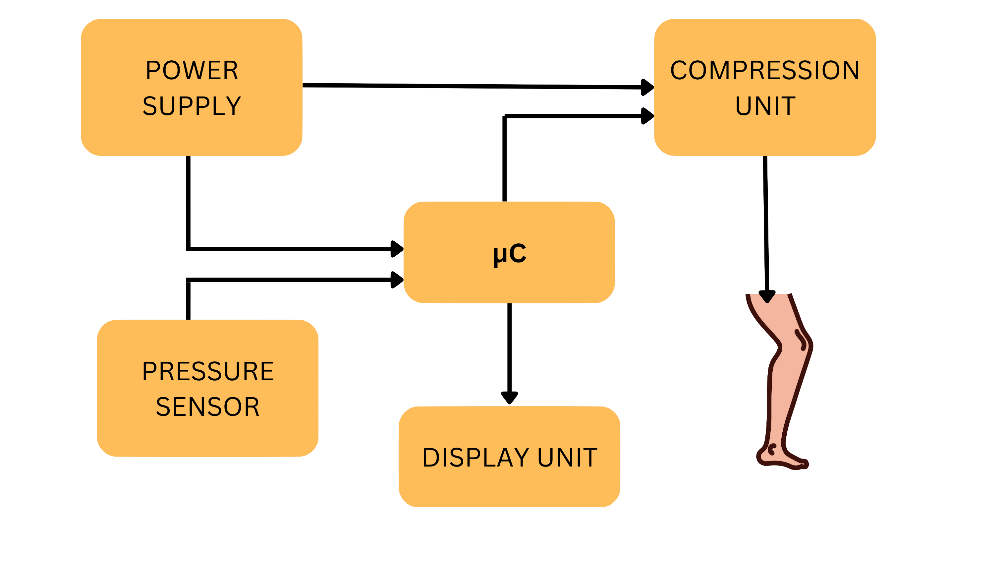 POWER
SUPPLY
COMPRESSION
UNIT
µC
PRESSURE
SENSOR
DISPLAY UNIT